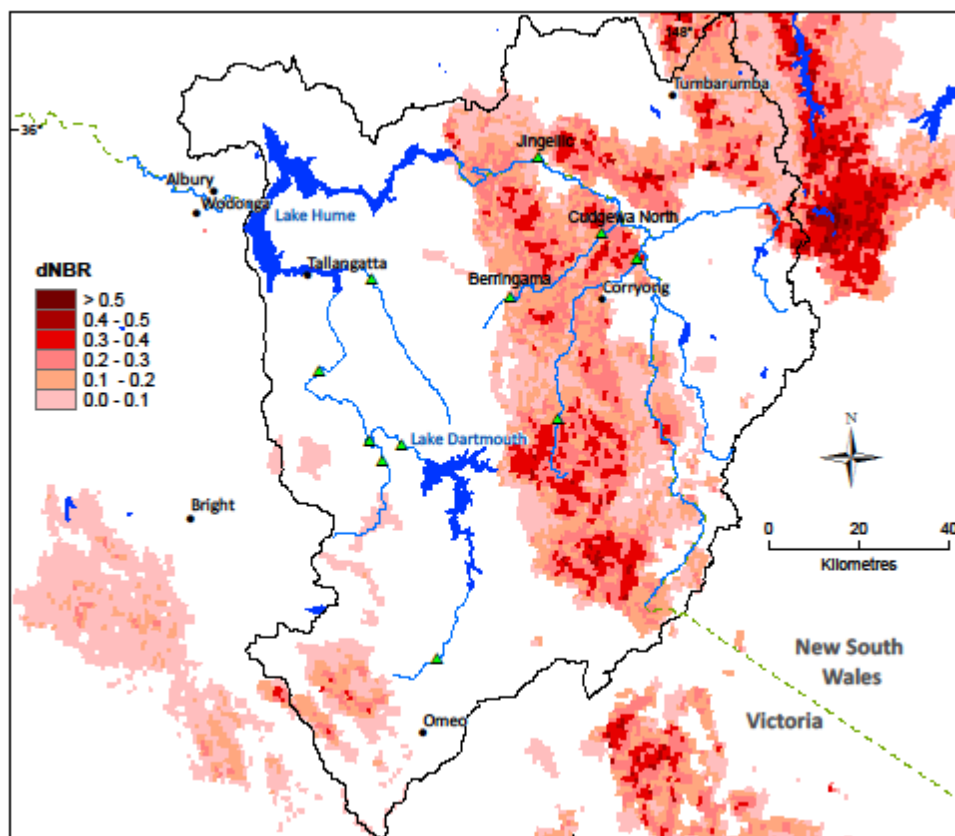 148°
Tumbarumba
36°
Jingellic
Albury
Wodonga
Lake Hume
Cudgewa North
Tallangatta
Berringama
Corryong
dNBR
> 0.5
0.4 - 0.5
0.3 - 0.4
0.2 - 0.3
0.1 - 0.2
0.0 - 0.1
Lake Dartmouth
N
Bright
0 20 40
Kilometres
New South
Wales
Victoria
Omeo